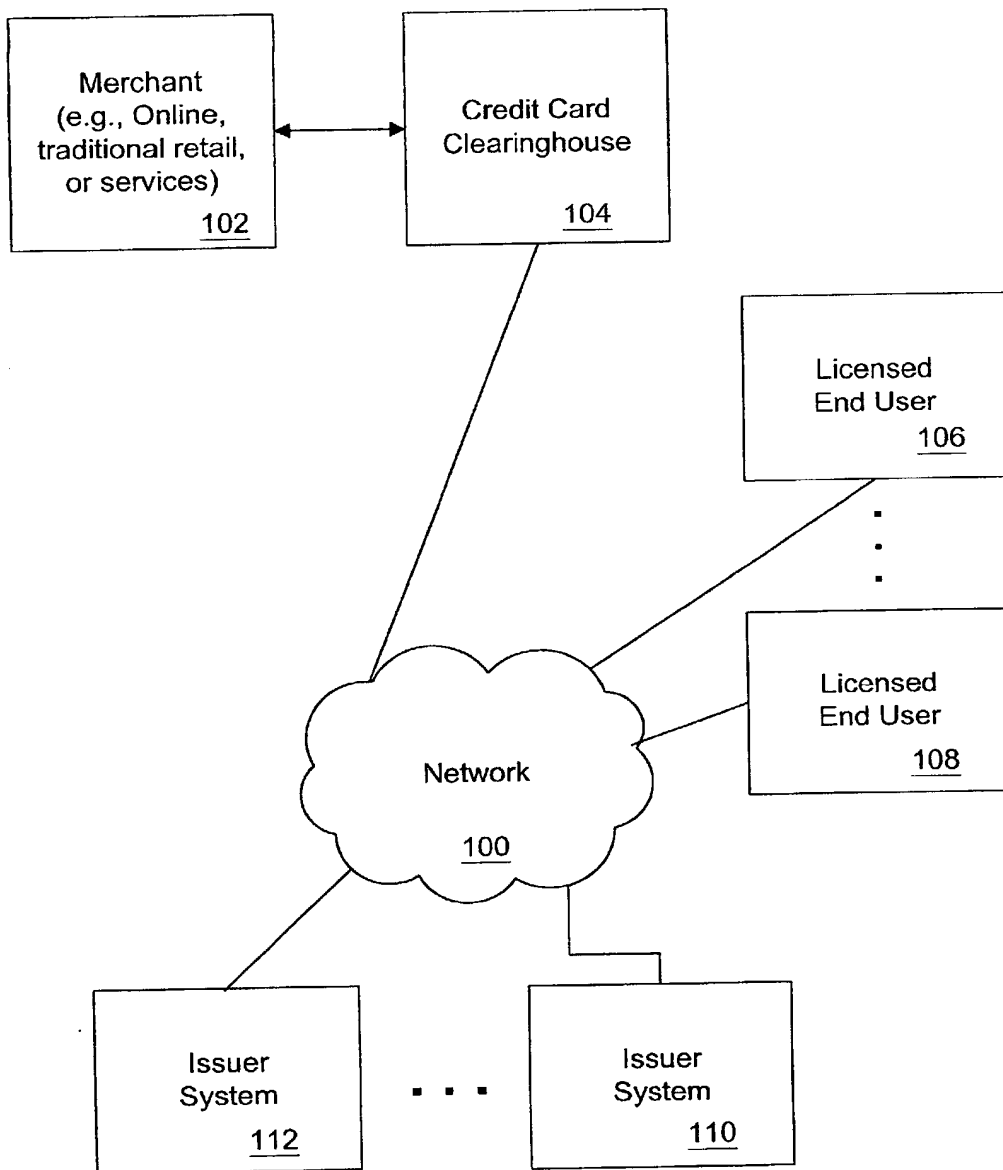 Merchant
(e.g., Online,
traditional retail,
or services)
102
Credit Card
Clearinghouse
104
Licensed
End User
106
Licensed
End User
108
Network
100
Issuer
System
112
Issuer
System
110